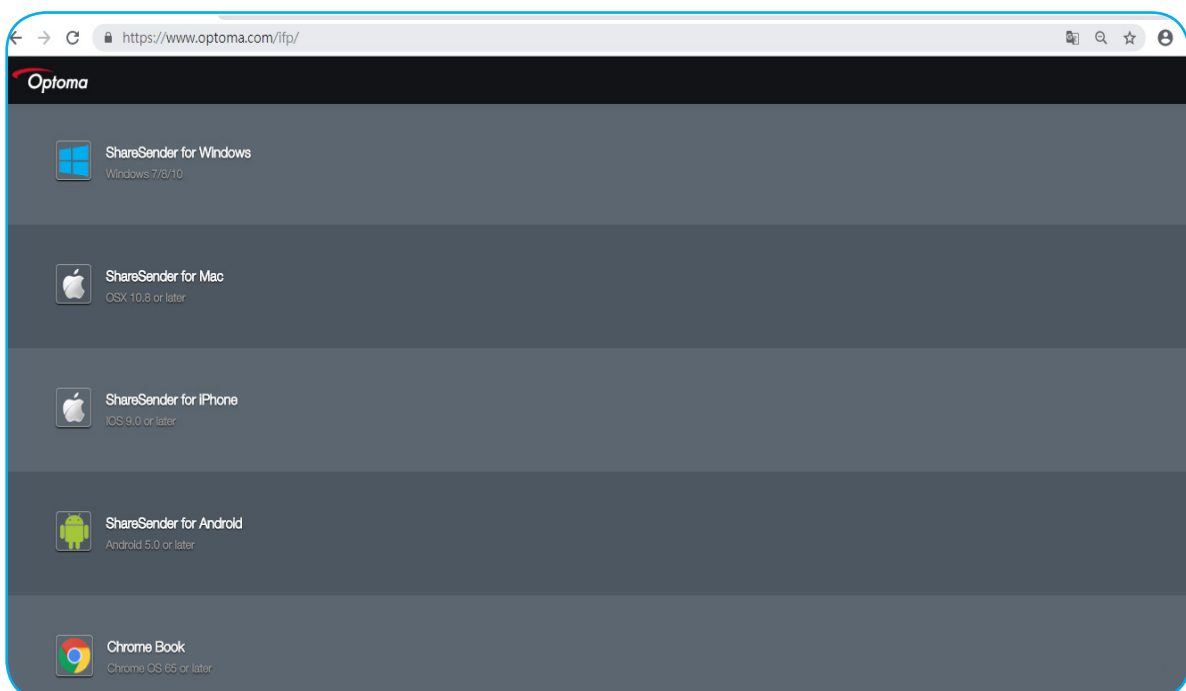 https://www.optoma.com/ifp/
Optoma
ShareSender for Windows
Windows 7/8/10
ShareSender for Mac
OSX 10.8 or later
ShareSender for iPhone
iOS 9.0 or later
ShareSender for Android
Android 5.0 or later
Chrome Book
Chrome OS 65 or later